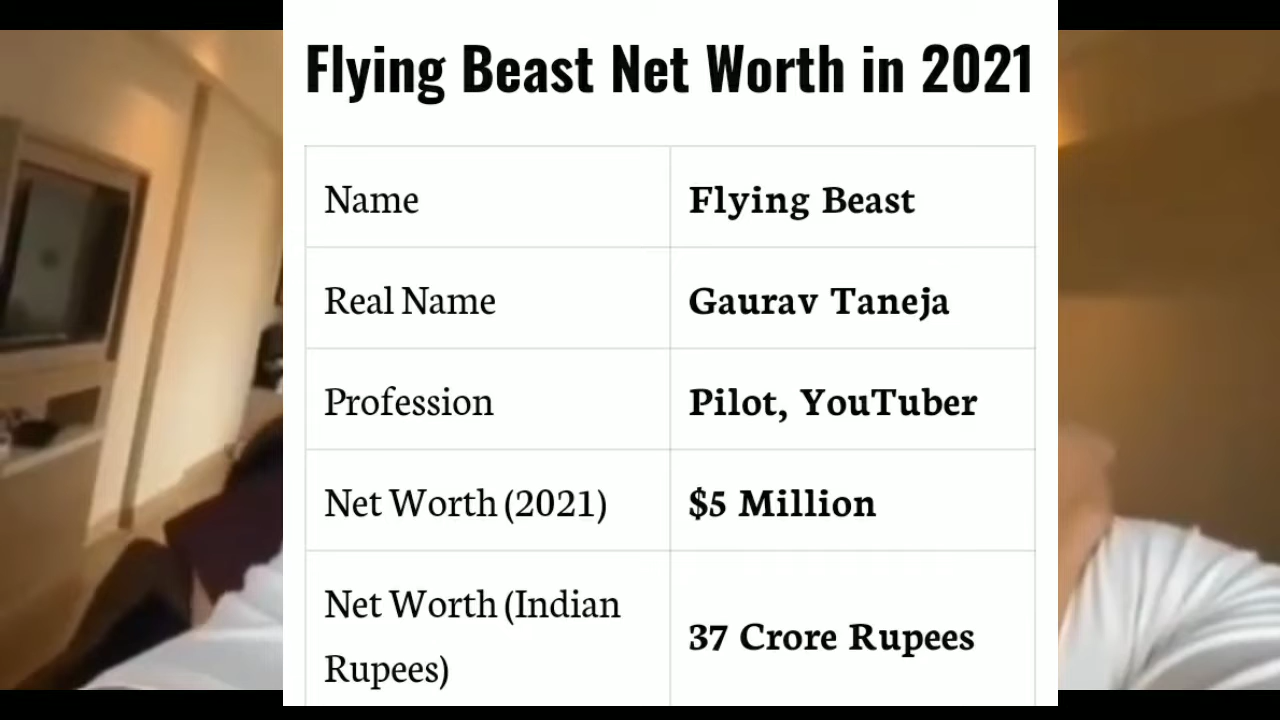 Flying Beast Net Worth in 2021
Name Flying Beast
Real Name Gaurav Taneja
Profession Pilot, YouTuber
Net Worth (2021) $5 Million
Net Worth (Indian
Rupees) 37 Crore Rupees